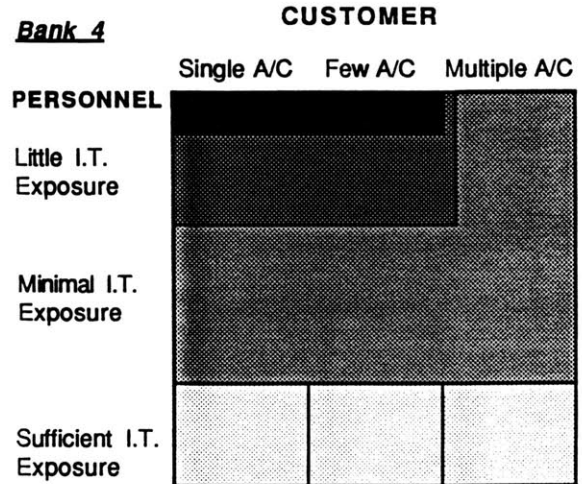 Bank 4
CUSTOMER
Single A/C Few A/C Multiple A/C
PERSONNEL
Little I.T.
Exposure
Minimal I.T.
Exposure
Sufficient I.T.
Exposure